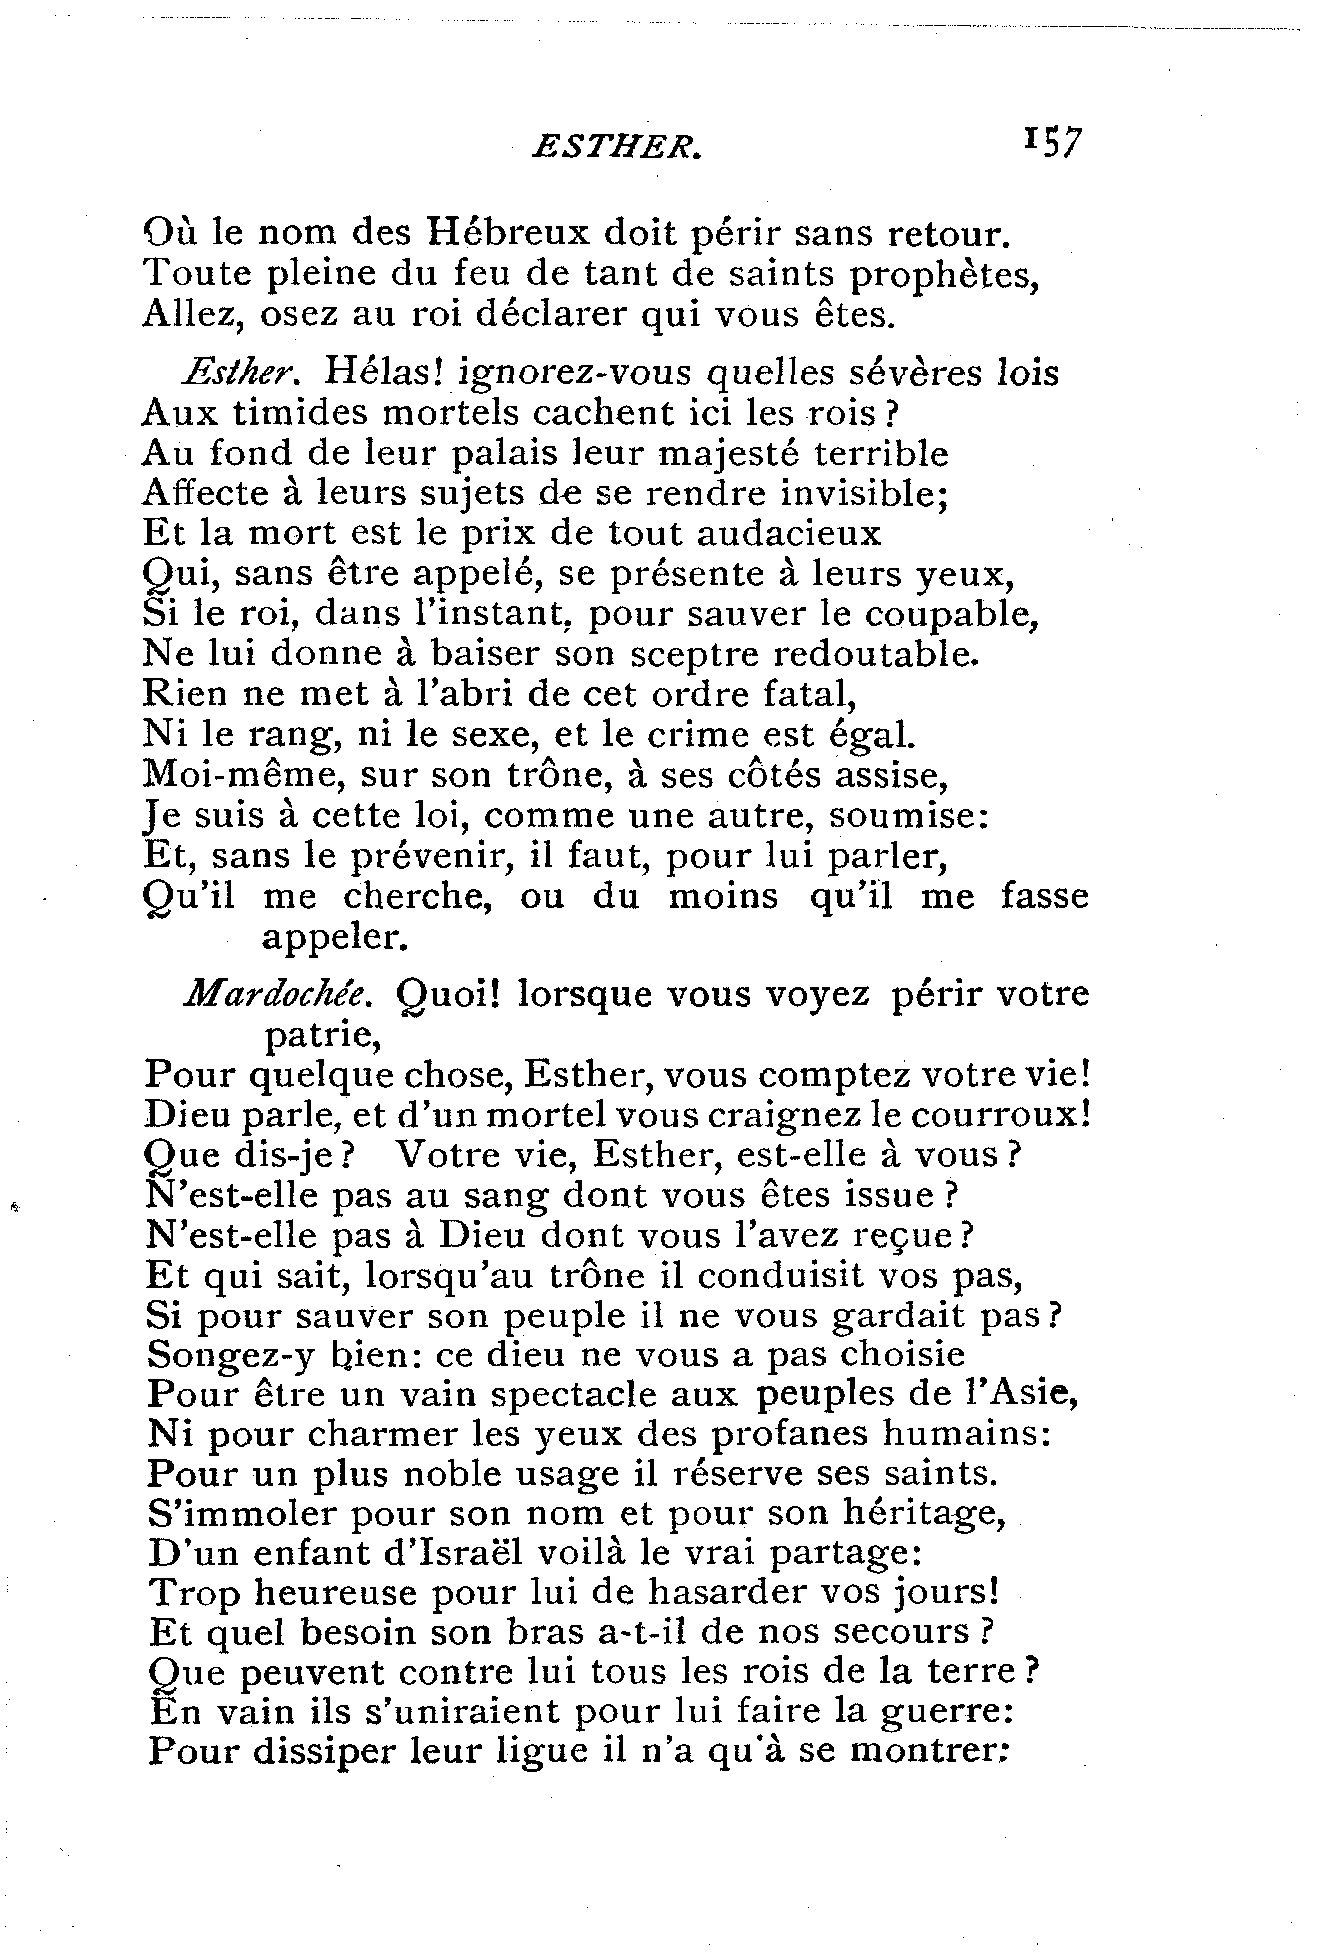 ESTHER. 157
Où le nom des Hébreux doit périr sans retour.
Toute pleine du feu de tant de saints prophètes,
Allez, osez au roi déclarer qui vous êtes.
Esther. Hélas! ignorez-vous quelles sévères lois
Aux timides mortels cachent ici les rois?
Au fond de leur palais leur majesté terrible
Affecte à leurs sujets de se rendre invisible;
Et la mort est le prix de tout audacieux
Qui, sans être appelé, se présente à leurs yeux,
Si le roi, dans l'instant, pour sauver le coupable,
Ne lui donne à baiser son sceptre redoutable.
Rien ne met à l'abri de cet ordre fatal,
Ni le rang, ni le sexe, et le crime est égal.
Moi-même, sur son trône, à ses côtés assise,
Je suis à cette loi, comme une autre, soumise:
Et, sans le prévenir, il faut, pour lui parler,
Qu'il me cherche, ou du moins qu'il me fasse
appeler.
Mardochée. Quoi! lorsque vous voyez périr votre
patrie,
Pour quelque chose, Esther, vous comptez votre vie!
Dieu parle, et d'un mortel vous craignez le courroux!
Que dis-je? Votre vie, Esther, est-elle à vous?
N'est-elle pas au sang dont vous êtes issue?
N'est-elle pas à Dieu dont vous l'avez reçue?
Et qui sait, lorsqu'au trône il conduisit vos pas,
Si pour sauver son peuple il ne vous gardait pas?
Songez-y bien: ce dieu ne vous a pas choisie
Pour être un vain spectacle aux peuples de l'Asie,
Ni pour charmer les yeux des profanes humains:
Pour un plus noble usage il réserve ses saints.
S'immoler pour son nom et pour son héritage,
D'un enfant d'Israël voilà le vrai partage:
Trop heureuse pour lui de hasarder vos jours!
Et quel besoin son bras a-t-il de nos secours?
Que peuvent contre lui tous les rois de la terre?
En vain ils s'uniraient pour lui faire la guerre:
Pour dissiper leur ligue il n'a qu'à se montrer: